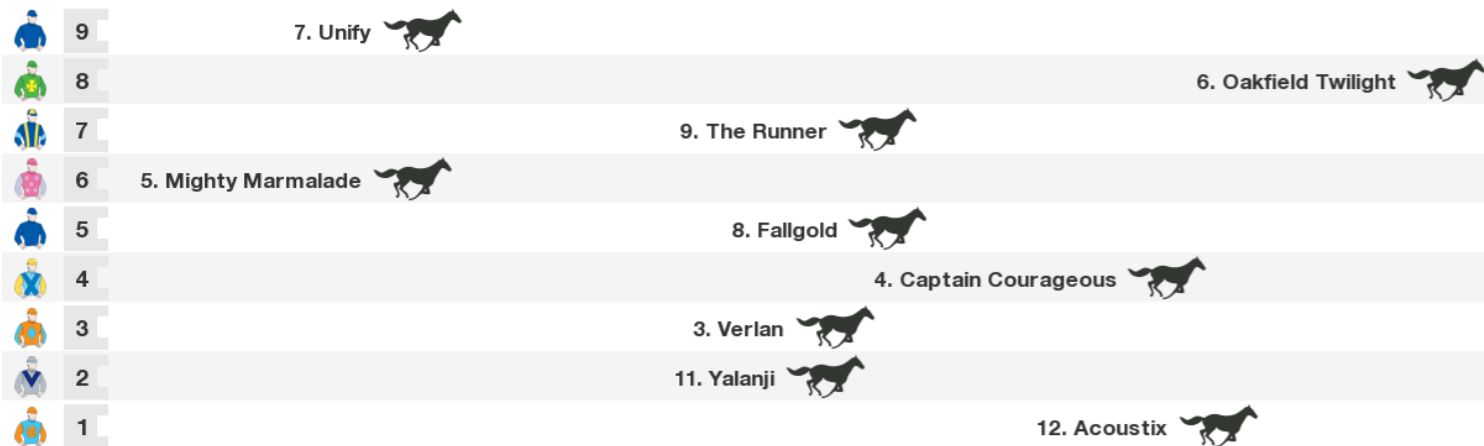 9 7. Unify
8 6. Oakfield Twilight
7 9. The Runner
6 5. Mighty Marmalade
5 8. Fallgold
4 4. Captain Courageous
3 3. Verlan
2 11. Yalanji
1 12. Acoustix